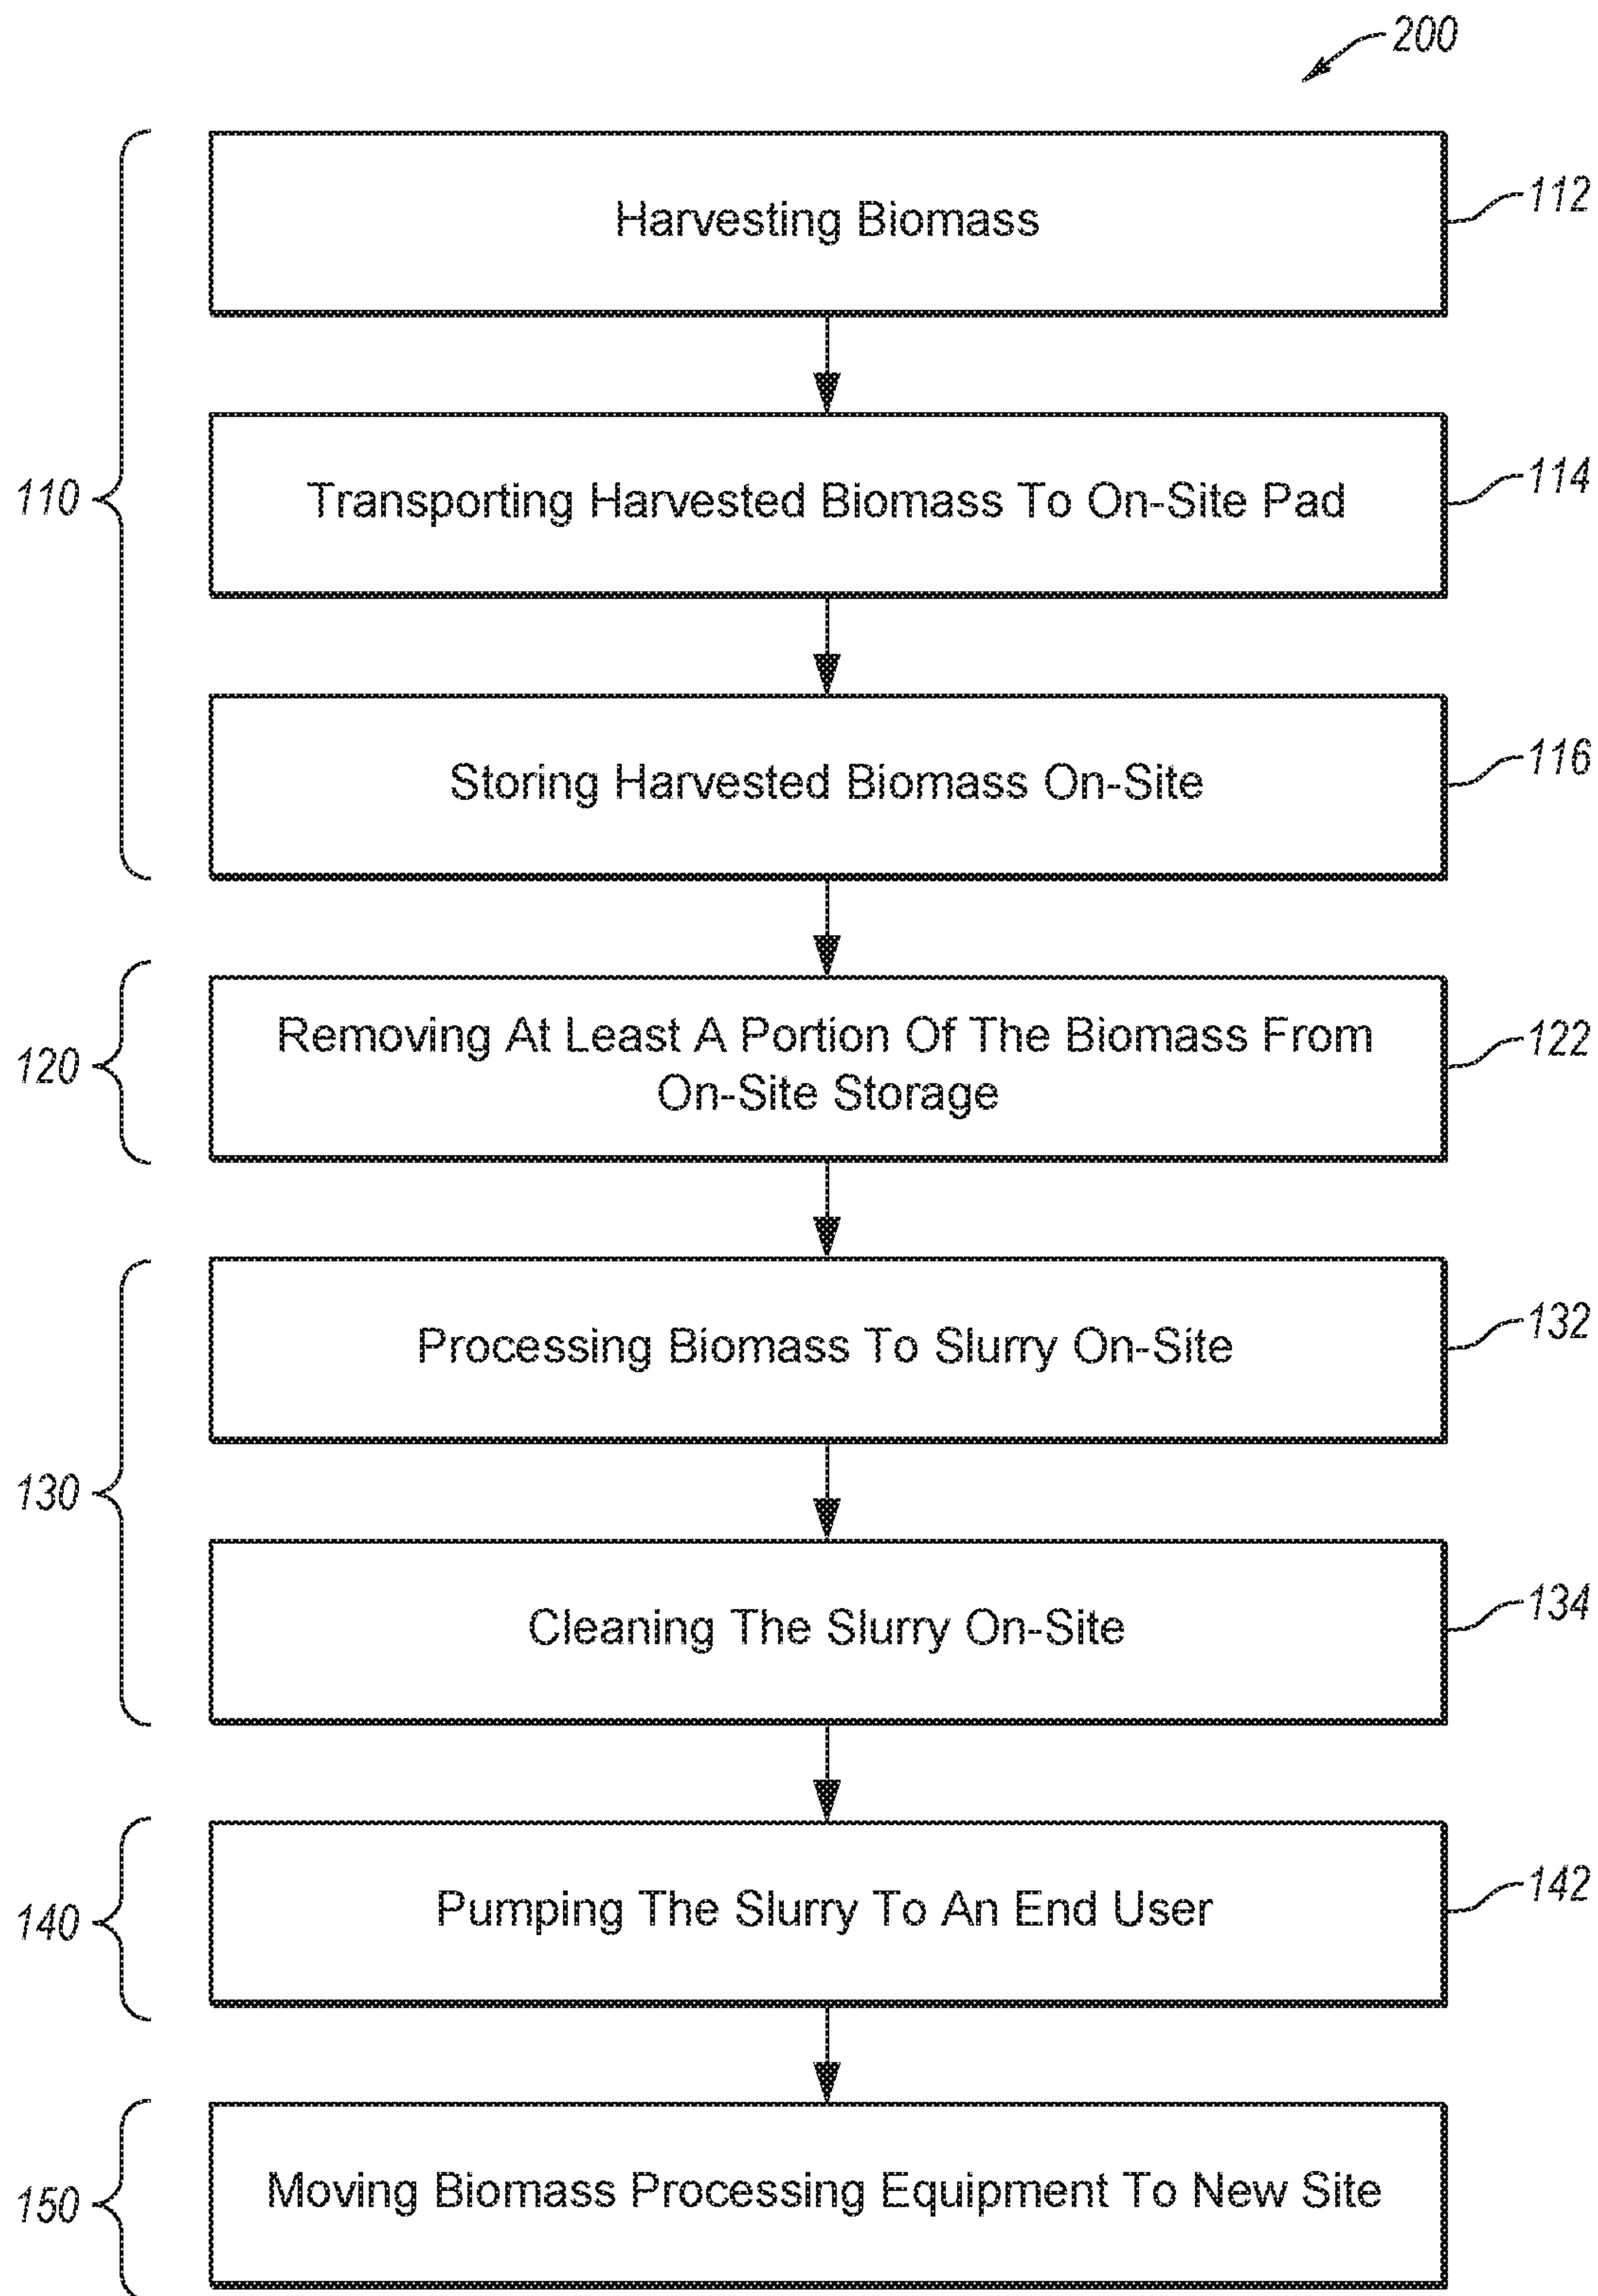 200
Harvesting Biomass
112
110
Transporting Harvested Biomass To On-Site Pad
114
Storing Harvested Biomass On-Site
116
120
Removing At Least A Portion Of The Biomass From
On-Site Storage
122
Processing Biomass To Slurry On-Site
132
130
Cleaning The Slurry On-Site
134
140
Pumping The Slurry To An End User
142
150
Moving Biomass Processing Equipment To New Site